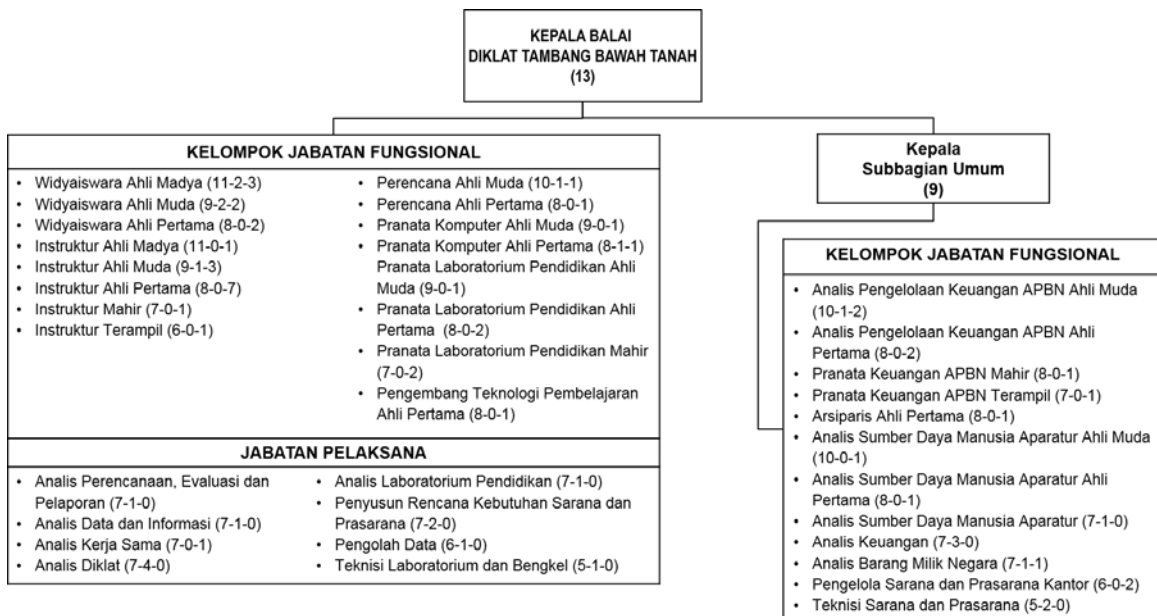 KEPALA BALAI
DIKLAT TAMBANG BAWAH TANAH
(13)
KELOMPOK JABATAN FUNGSIONAL
• Widyaiswara Ahli Madya (11-2-3)
• Widyaiswara Ahli Muda (9-2-2)
• Widyaiswara Ahli Pertama (8-0-2)
• Instruktur Ahli Madya (11-0-1)
• Instruktur Ahli Muda (9-1-3)
• Instruktur Ahli Pertama (8-0-7)
• Instruktur Mahir (7-0-1)
• Instruktur Terampil (6-0-1)
• Perencana Ahli Muda (10-1-1)
• Perencana Ahli Pertama (8-0-1)
• Pranata Komputer Ahli Muda (9-0-1)
• Pranata Komputer Ahli Pertama (8-1-1)
Pranata Laboratorium Pendidikan Ahli
Muda (9-0-1)
• Pranata Laboratorium Pendidikan Ahli
Pertama (8-0-2)
• Pranata Laboratorium Pendidikan Mahir
(7-0-2)
• Pengembang Teknologi Pembelajaran
Ahli Pertama (8-0-1)
JABATAN PELAKSANA
• Analis Perencanaan, Evaluasi dan
Pelaporan (7-1-0)
• Analis Data dan Informasi (7-1-0)
• Analis Kerja Sama (7-0-1)
• Analis Diklat (7-4-0)
• Analis Laboratorium Pendidikan (7-1-0)
• Penyusun Rencana Kebutuhan Sarana dan
Prasarana (7-2-0)
• Pengolah Data (6-1-0)
• Teknisi Laboratorium dan Bengkel (5-1-0)
Kepala
Subbagian Umum
(9)
KELOMPOK JABATAN FUNGSIONAL
• Analis Pengelolaan Keuangan APBN Ahli Muda
(10-1-2)
• Analis Pengelolaan Keuangan APBN Ahli
Pertama (8-0-2)
• Pranata Keuangan APBN Mahir (8-0-1)
• Pranata Keuangan APBN Terampil (7-0-1)
• Arsiparis Ahli Pertama (8-0-1)
• Analis Sumber Daya Manusia Aparatur Ahli Muda
(10-0-1)
• Analis Sumber Daya Manusia Aparatur Ahli
Pertama (8-0-1)
• Analis Sumber Daya Manusia Aparatur (7-1-0)
• Analis Keuangan (7-3-0)
• Analis Barang Milik Negara (7-1-1)
• Pengelola Sarana dan Prasarana Kantor (6-0-2)
• Teknisi Sarana dan Prasarana (5-2-0)